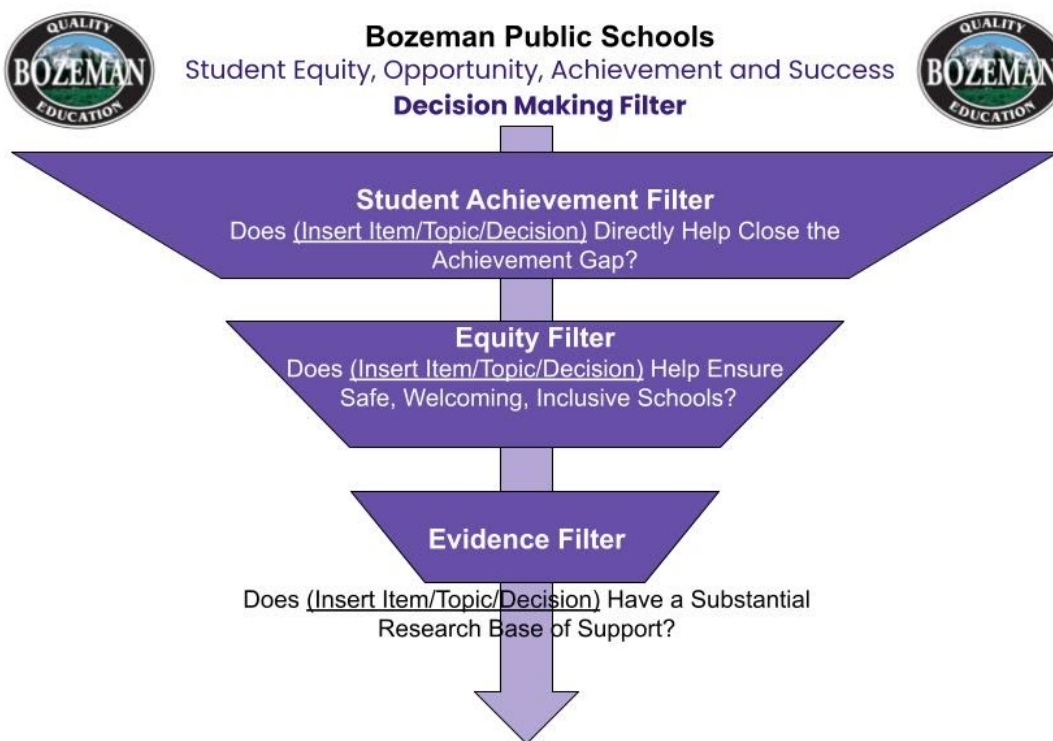 QUALITY
BOZEMAN
EDUCATION
Bozeman Public Schools
Student Equity, Opportunity, Achievement and Success
Decision Making Filter
QUALITY
BOZEMAN
EDUCATION
Student Achievement Filter
Does (Insert Item/Topic/Decision) Directly Help Close the
Achievement Gap?
Equity Filter
Does (Insert Item/Topic/Decision) Help Ensure
Safe, Welcoming, Inclusive Schools?
Evidence Filter
Does (Insert Item/Topic/Decision) Have a Substantial
Research Base of Support?